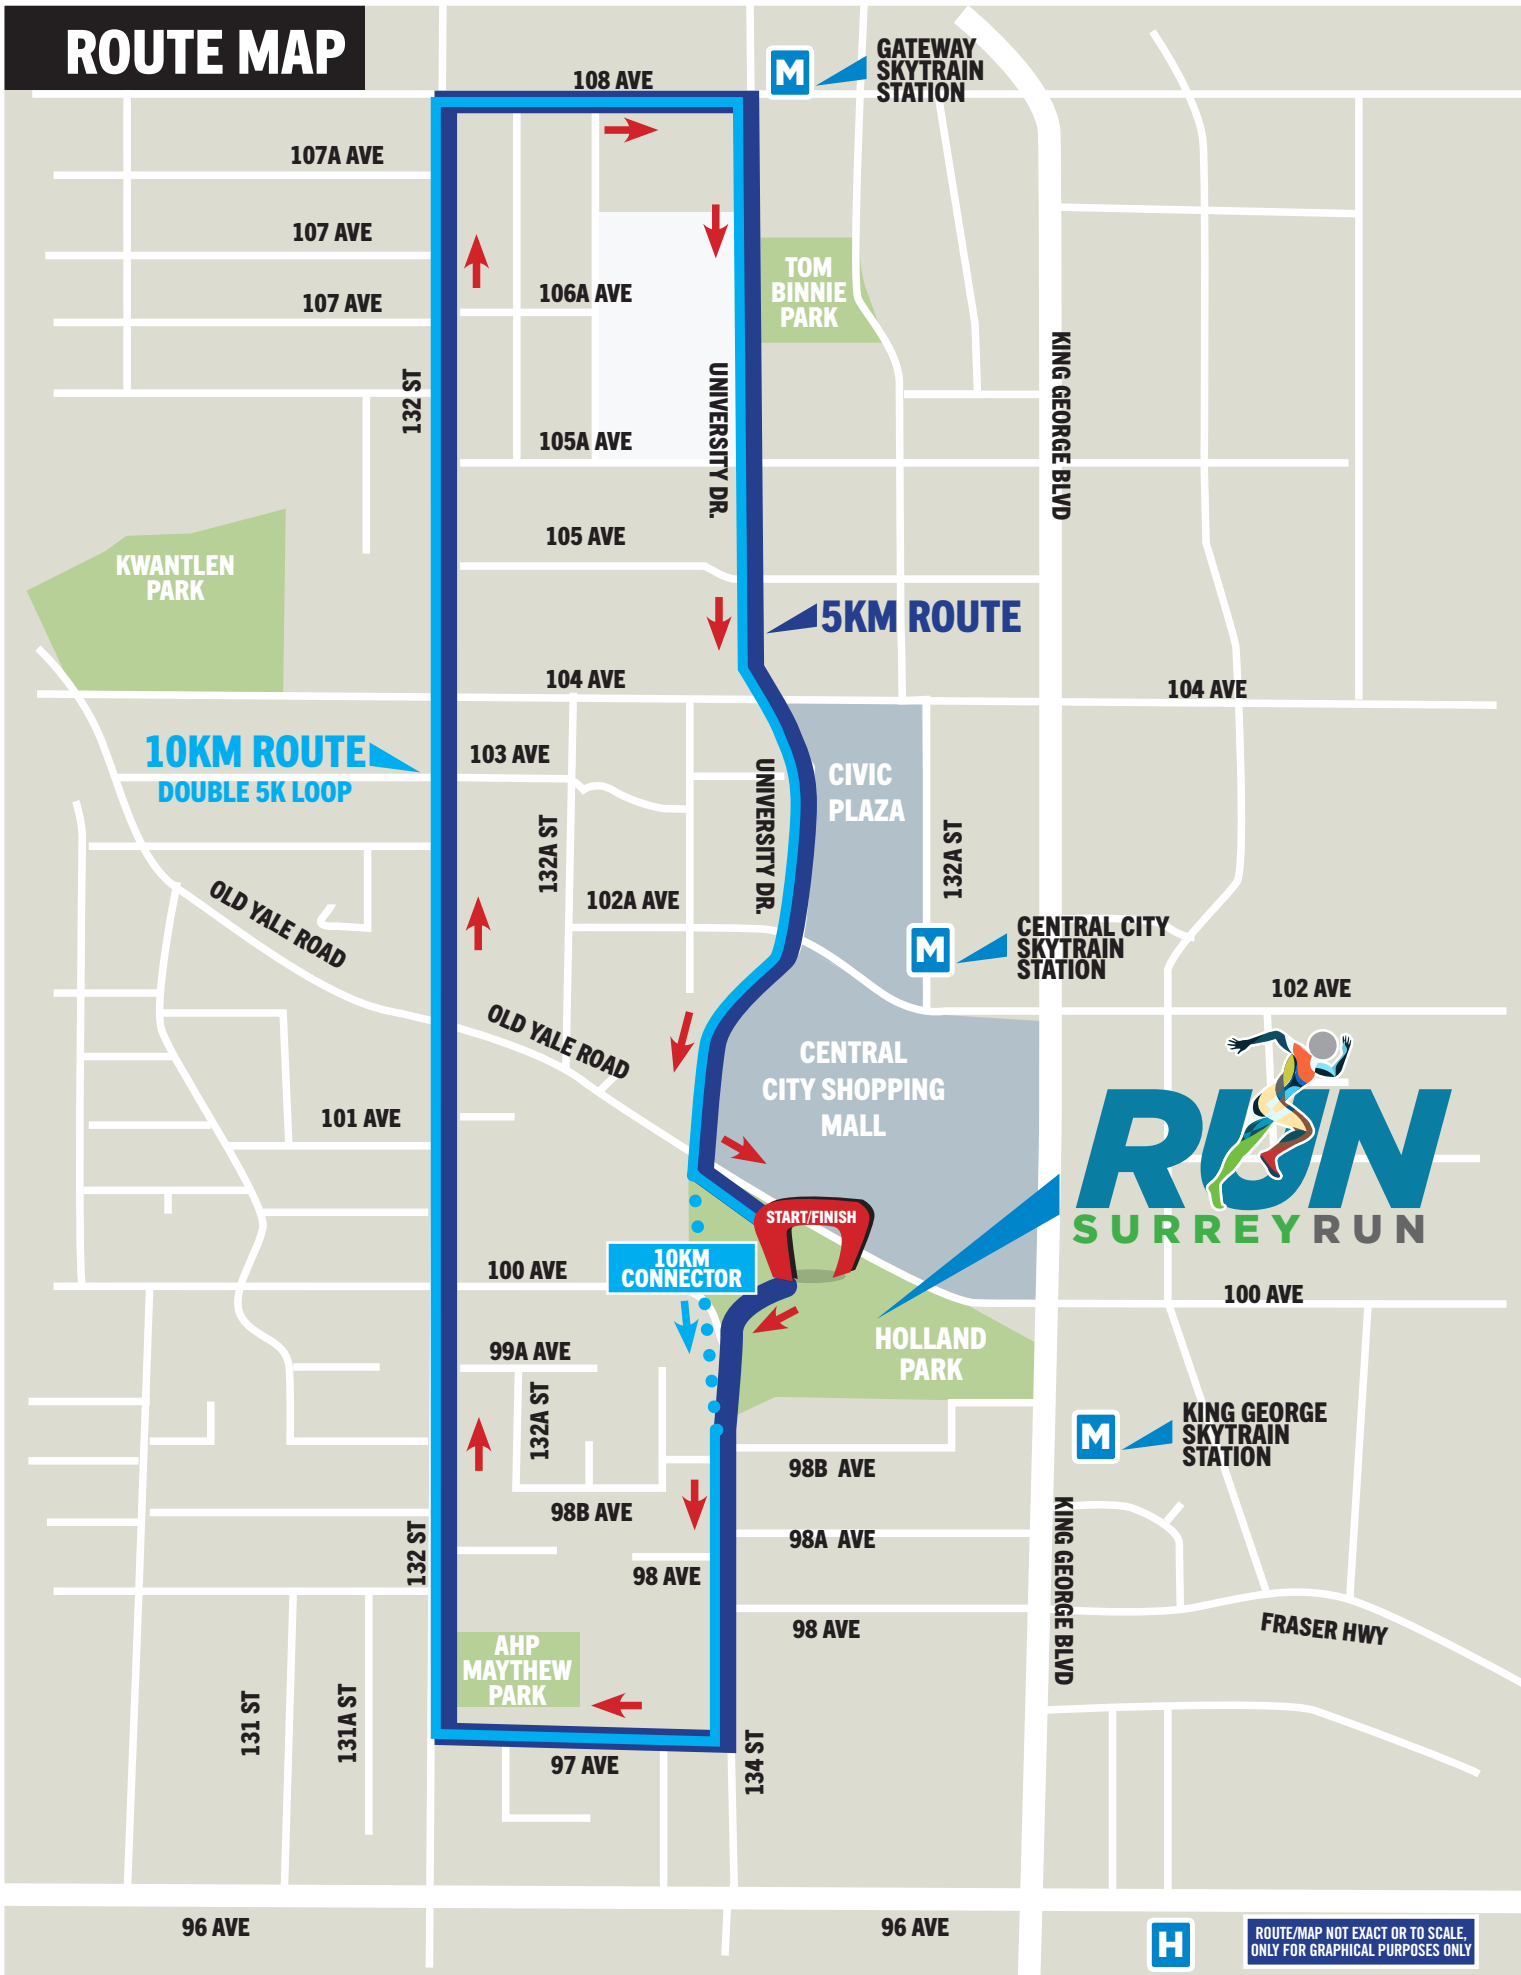 ROUTE MAP
GATEWAY
SKYTRAIN
STATION
M
108 AVE
107A AVE
107 AVE
TOM
BINNIE
PARK
106A AVE
107 AVE
KING GEORGE BLVD
UNIVERSITY DR.
132 ST
105A AVE
105 AVE
KWANTLEN
PARK
5KM ROUTE
104 AVE
104 AVE
10KM ROUTE
DOUBLE 5K LOOP
103 AVE
CIVIC
PLAZA
UNIVERSITY DR.
132A ST
132A ST
102A AVE
OLD YALE ROAD
M
CENTRAL CITY
SKYTRAIN
STATION
102 AVE
OLD YALE ROAD
CENTRAL
CITY SHOPPING
MALL
101 AVE
RUN
SURREYRUN
START/FINISH
10KM
CONNECTOR
100 AVE
100 AVE
HOLLAND
PARK
99A AVE
132A ST
M
KING GEORGE
SKYTRAIN
STATION
98B AVE
98B AVE
98A AVE
132 ST
KING GEORGE BLVD
98 AVE
98 AVE
FRASER HWY
AHP
MAYTHEW
PARK
131 ST
131A ST
97 AVE
134 ST
96 AVE
96 AVE
H
ROUTE/MAP NOT EXACT OR TO SCALE,
ONLY FOR GRAPHICAL PURPOSES ONLY